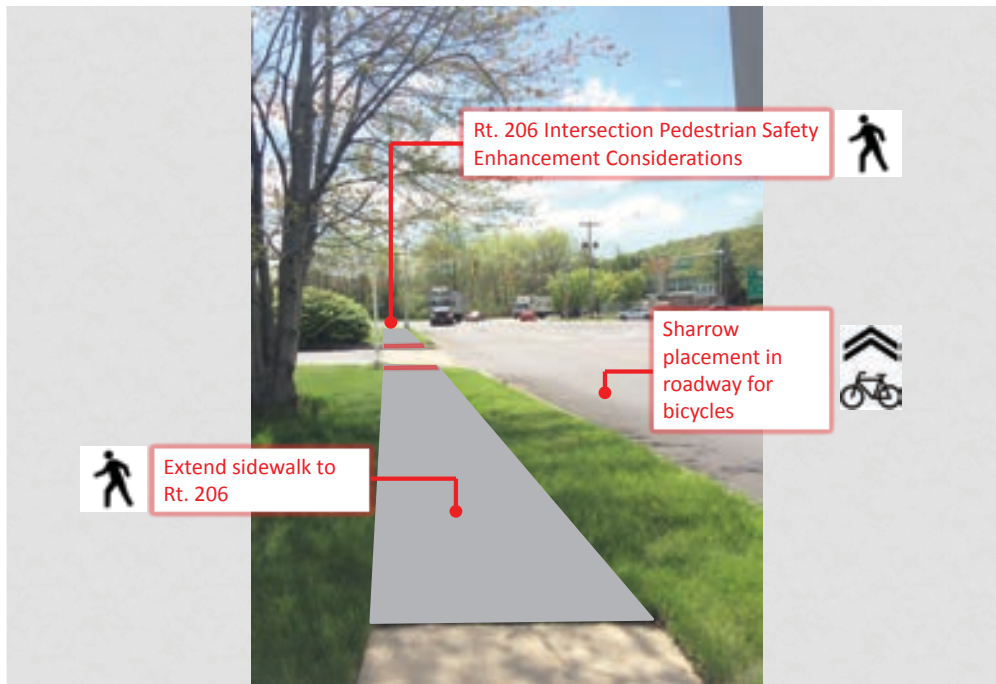 Rt. 206 Intersection Pedestrian Safety
Enhancement Considerations
Sharrow
placement in
roadway for
bicycles
Extend sidewalk to
Rt. 206